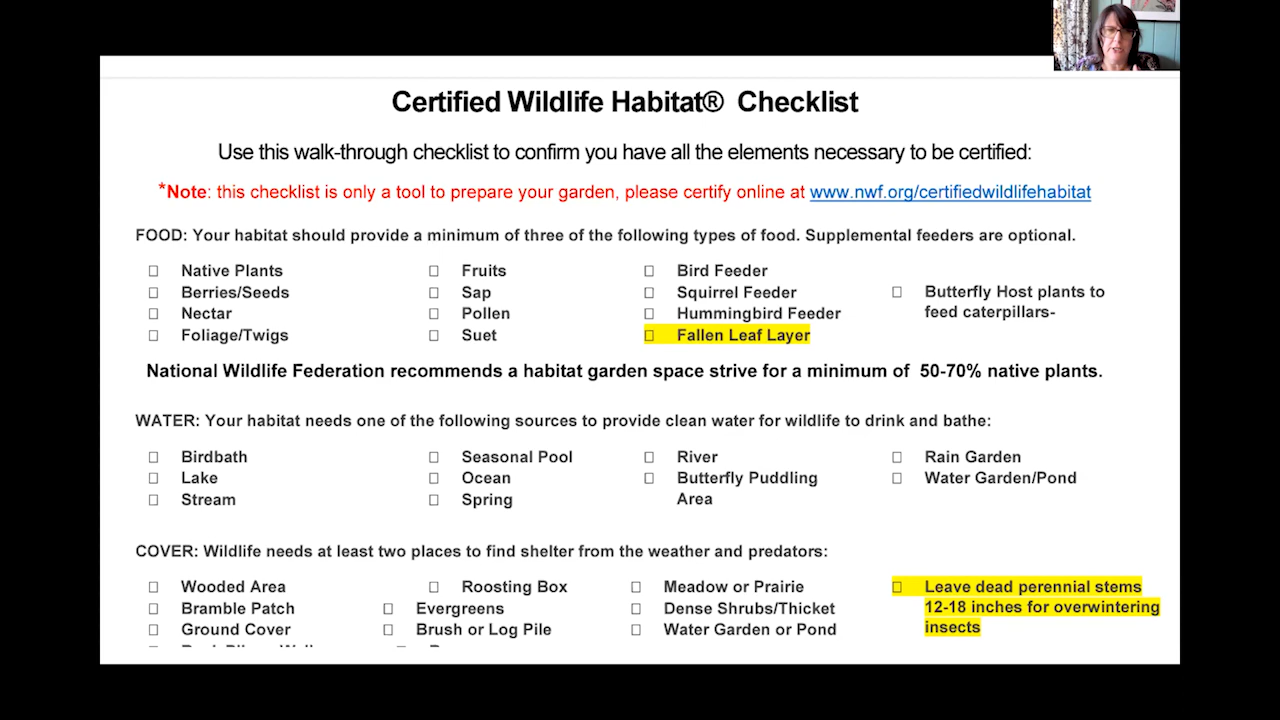 Certified Wildlife Habitat® Checklist
Use this walk-through checklist to confirm you have all the elements necessary to be certified:
*Note: this checklist is only a tool to prepare your garden, please certify online at www.nwf.org/certifiedwildlifehabitat
FOOD: Your habitat should provide a minimum of three of the following types of food. Supplemental feeders are optional.
Native Plants
Berries/Seeds
Nectar
Foliage/Twigs
Fruits
Sap
Pollen
Suet
Bird Feeder
Squirrel Feeder
Hummingbird Feeder
Fallen Leaf Layer
Butterfly Host plants to
feed caterpillars-
National Wildlife Federation recommends a habitat garden space strive for a minimum of 50-70% native plants.
WATER: Your habitat needs one of the following sources to provide clean water for wildlife to drink and bathe:
Birdbath
Lake
Stream
Seasonal Pool
Ocean
Spring
River
Butterfly Puddling
Area
Rain Garden
Water Garden/Pond
COVER: Wildlife needs at least two places to find shelter from the weather and predators:
Wooded Area
Bramble Patch
Ground Cover
Roosting Box
Evergreens
Brush or Log Pile
Meadow or Prairie
Dense Shrubs/Thicket
Water Garden or Pond
Leave dead perennial stems
12-18 inches for overwintering
insects